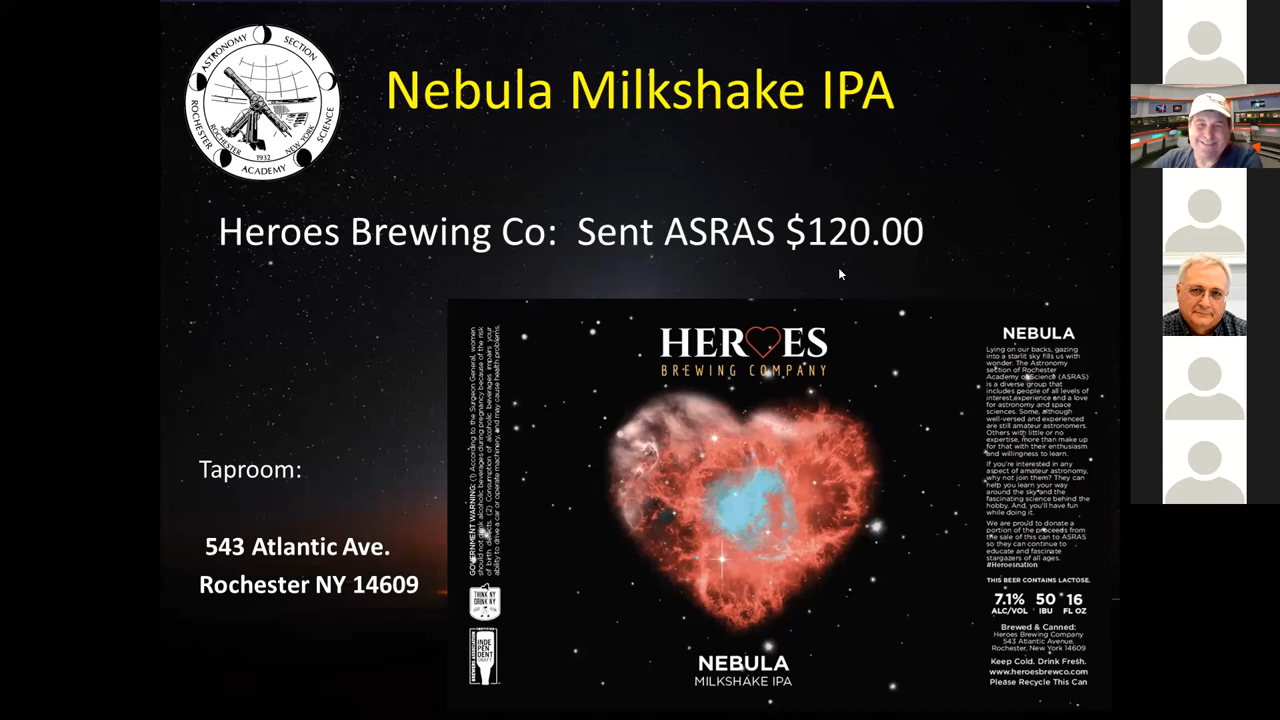 ASTRONOMY SECTION
ROCHESTER ACADEMY SCIENCE
ROCHESTER NEW YORK
1932
Nebula Milkshake IPA
Heroes Brewing Co: Sent ASRAS $120.00
Taproom:
543 Atlantic Ave.
Rochester NY 14609
GOVERNMENT WARNING: (1) According to the Surgeon General, women
should not drink alcoholic beverages during pregnancy because of the risk
of birth defects. (2) Consumption of alcoholic beverages impairs your
ability to drive a car or operate machinery, and may cause health problems.
THINK NY
DRINK NY
INDE
PEN
DENT
HEROES
BREWING COMPANY
NEBULA
MILKSHAKE IPA
NEBULA
Lying on our backs, gazing
into a starlit sky fills us with
wonder. The Astronomy
section of Rochester
Academy of Science (ASRAS)
is a diverse group that
includes people of all levels of
interest,experience and a love
for astronomy and space
sciences. Some, although
well-versed and experienced
are still amateur astronomers.
Others with little or no
expertise, more than make up
for that with their enthusiasm
and willingness to learn.
If you're interested in any
aspect of amateur astronomy,
why not join them? They can
help you learn your way
around the sky and the
fascinating science behind the
hobby. And, you'll have fun
while doing it.
We are proud to donate a
portion of the proceeds from
the sale of this can to ASRAS
so they can continue to
educate and fascinate
stargazers of all ages.
#Heroesnation
THIS BEER CONTAINS LACTOSE.
7.1% 50 16
ALC/VOL IBU FL OZ
Brewed & Canned:
Heroes Brewing Company
543 Atlantic Avenue,
Rochester, New York 14609
Keep Cold. Drink Fresh.
www.heroesbrewco.com
Please Recycle This Can